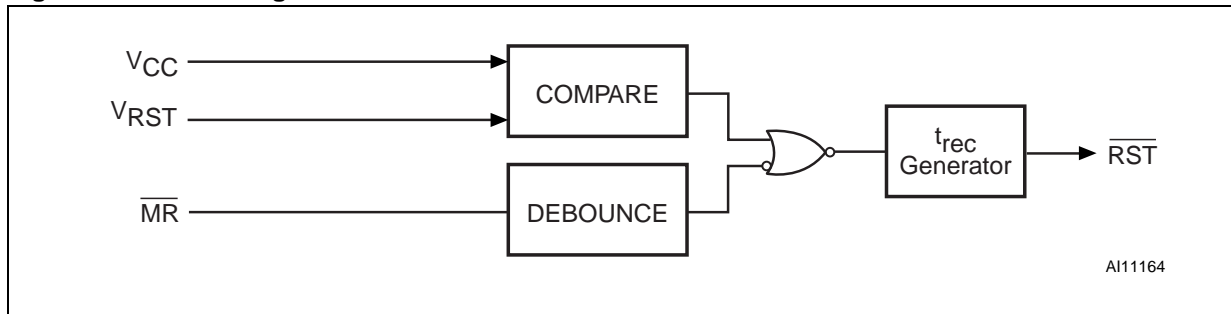 VCC
VRST
COMPARE
MR
DEBOUNCE
trec
Generator
RST
AI11164